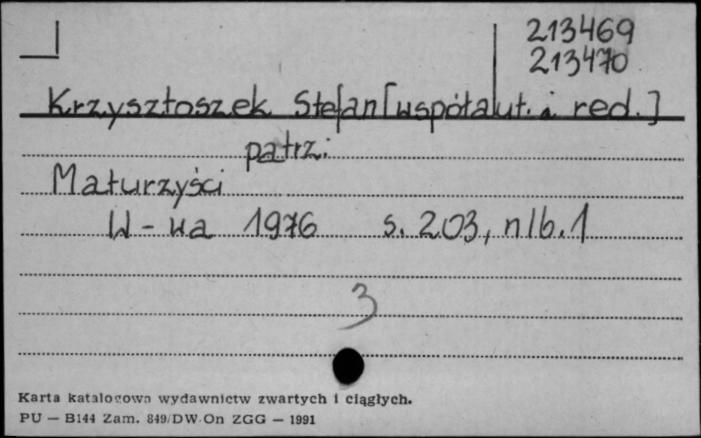 213469
213470
Krzysztoszek Stefan [współaut. i red.]
patrz:
Maturzyści
W-wa 1976 s. 203, nlb. 1
3
Karta katalogowa wydawnictw zwartych i ciągłych.
PU — B144 Zam. 849/DW.On ZGG — 1991